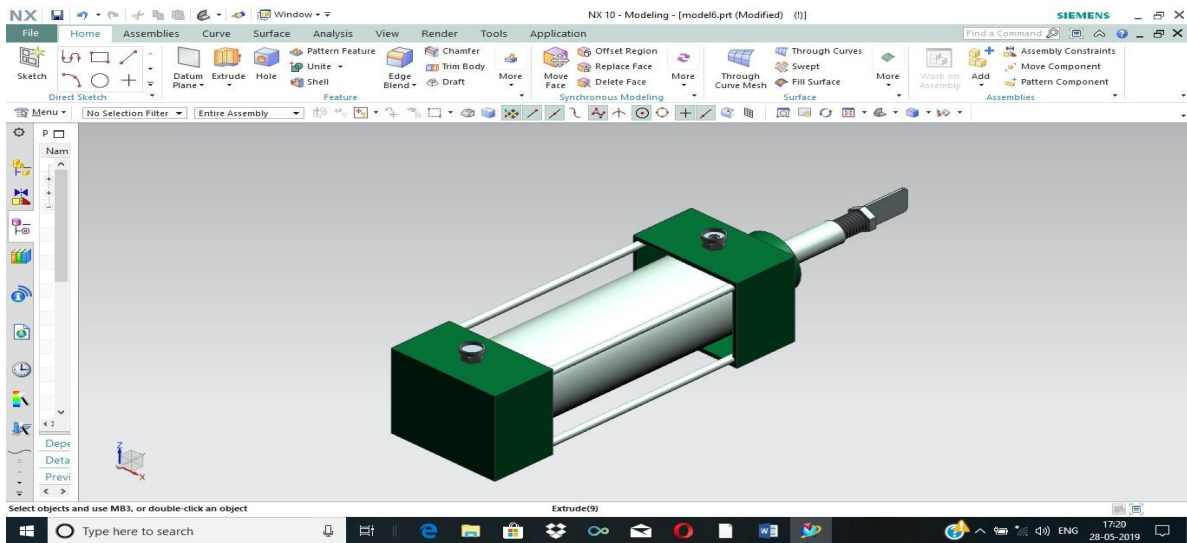 NX Window NX 10 - Modeling - [model6.prt (Modified) (!)] SIEMENS
File Home Assemblies Curve Surface Analysis View Render Tools Application Find a Command
Sketch
Direct Sketch
Datum Plane Extrude Hole
Pattern Feature
Unite
Shell
Edge Blend
Chamfer
Trim Body
Draft
More
Feature
Move Face
Offset Region
Replace Face
Delete Face
More
Synchronous Modeling
Through Curve Mesh
Through Curves
Swept
Fill Surface
More
Surface
Work on Assembly
Add
Assembly Constraints
Move Component
Pattern Component
Assemblies
Menu No Selection Filter Entire Assembly
P
Nam
Depe
Deta
Previ
Z
X
Select objects and use MB3, or double-click an object Extrude(9)
Type here to search ENG 17:20
28-05-2019